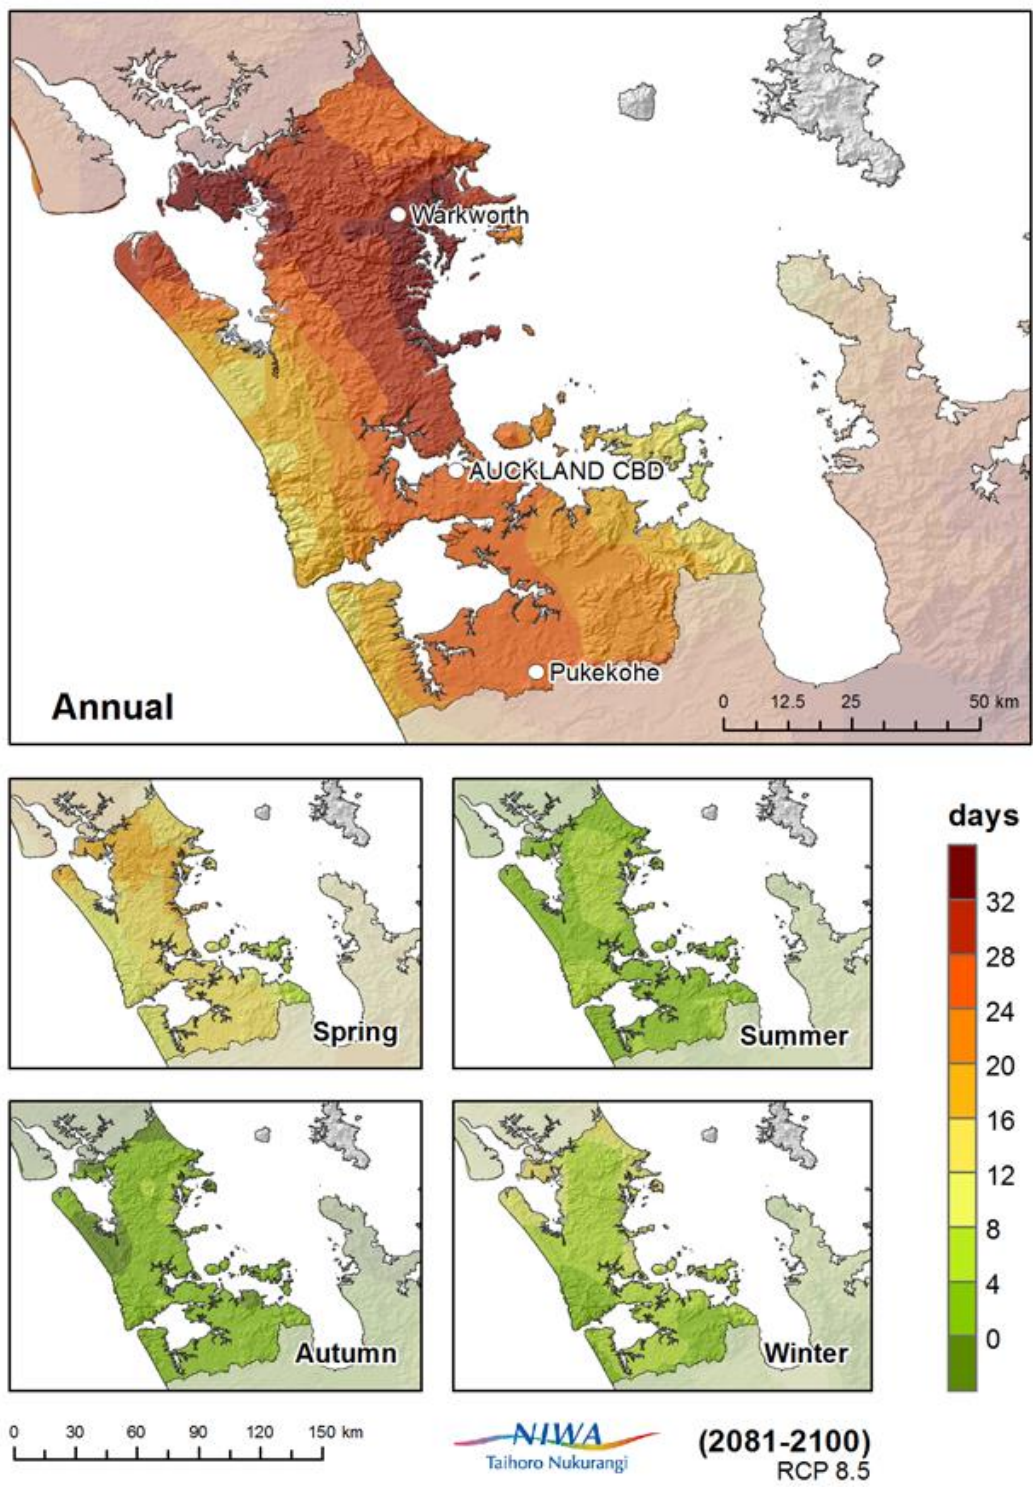 Warkworth
AUCKLAND CBD
Pukekohe
Annual
0 12.5 25 50 km
Spring
Summer
days
32
28
24
20
16
12
8
4
0
Autumn
Winter
0 30 60 90 120 150 km
NIWA
Taihoro Nukurangi
(2081-2100)
RCP 8.5